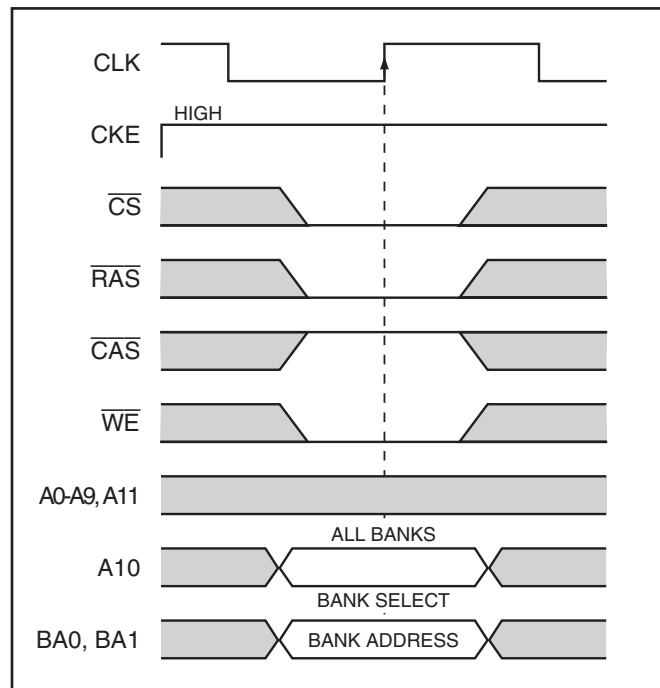 CLK
CKE HIGH
CS
RAS
CAS
WE
A0-A9, A11
ALL BANKS
A10
BANK SELECT
BA0, BA1 BANK ADDRESS